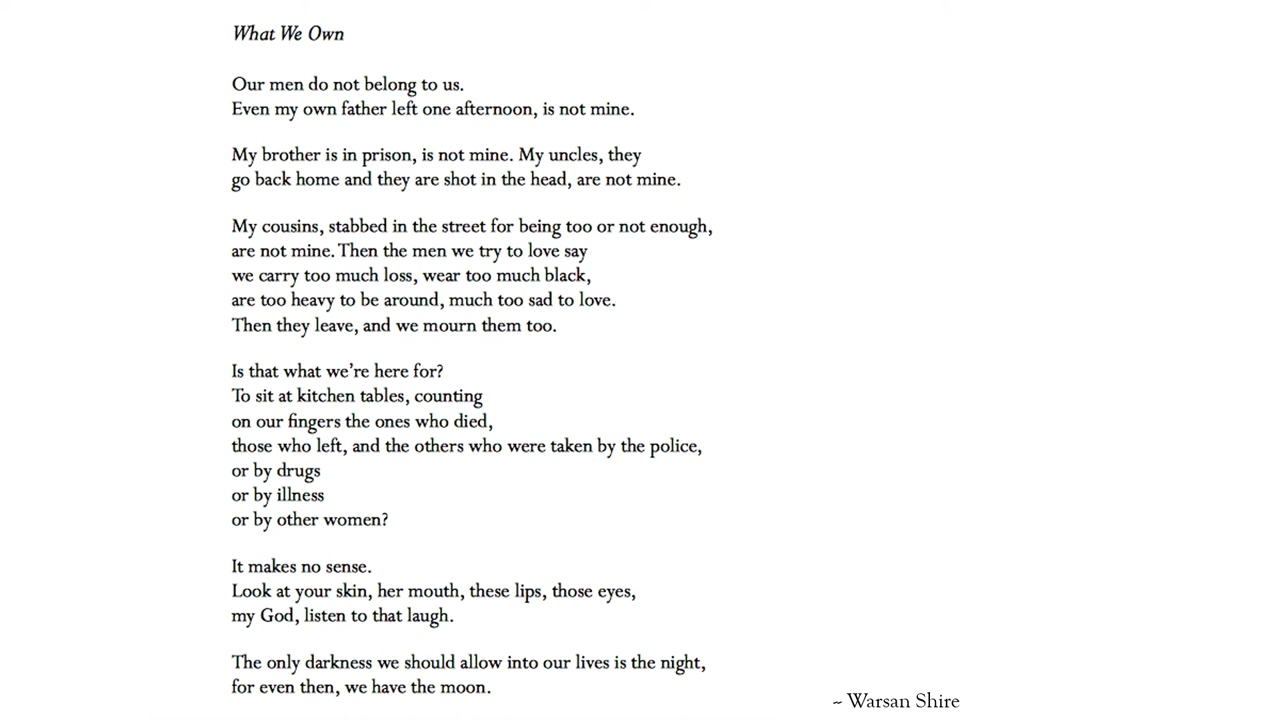 What We Own
Our men do not belong to us.
Even my own father left one afternoon, is not mine.
My brother is in prison, is not mine. My uncles, they
go back home and they are shot in the head, are not mine.
My cousins, stabbed in the street for being too or not enough,
are not mine. Then the men we try to love say
we carry too much loss, wear too much black,
are too heavy to be around, much too sad to love.
Then they leave, and we mourn them too.
Is that what we’re here for?
To sit at kitchen tables, counting
on our fingers the ones who died,
those who left, and the others who were taken by the police,
or by drugs
or by illness
or by other women?
It makes no sense.
Look at your skin, her mouth, these lips, those eyes,
my God, listen to that laugh.
The only darkness we should allow into our lives is the night,
for even then, we have the moon.
~ Warsan Shire